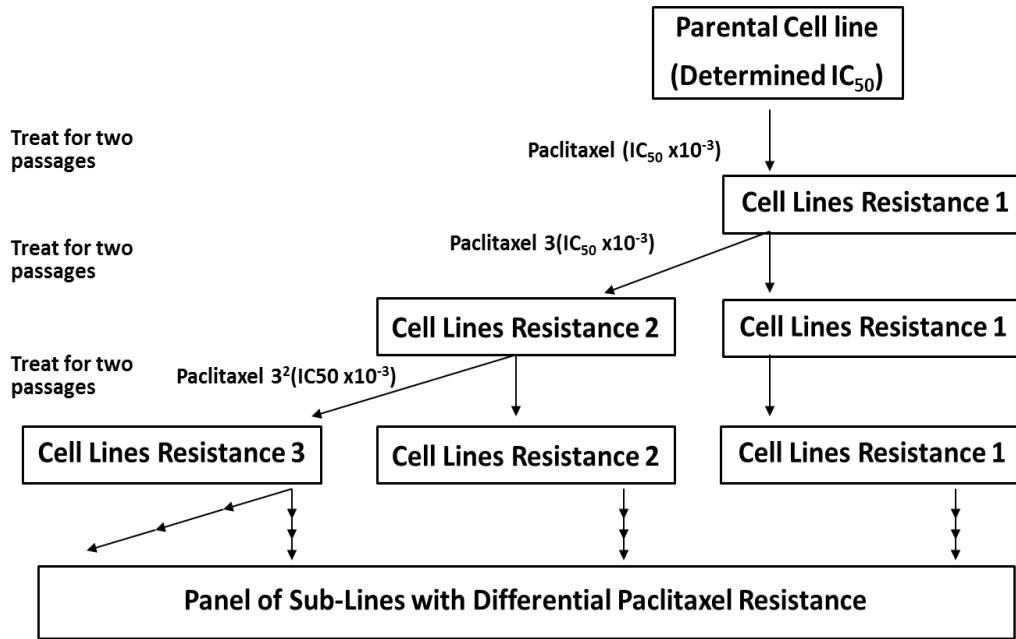 Parental Cell line
(Determined IC₅₀)
Treat for two
passages
Paclitaxel (IC₅₀ x10⁻³)
Cell Lines Resistance 1
Treat for two
passages
Paclitaxel 3(IC₅₀ x10⁻³)
Cell Lines Resistance 2
Cell Lines Resistance 1
Treat for two
passages
Paclitaxel 3²(IC50 x10⁻³)
Cell Lines Resistance 3
Cell Lines Resistance 2
Cell Lines Resistance 1
Panel of Sub-Lines with Differential Paclitaxel Resistance